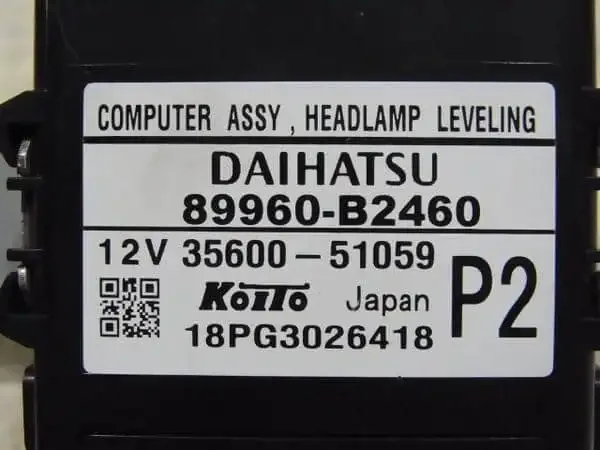 COMPUTER ASSY , HEADLAMP LEVELING
DAIHATSU
89960-B2460
12V 35600-51059
KOITO Japan P2
18PG3026418